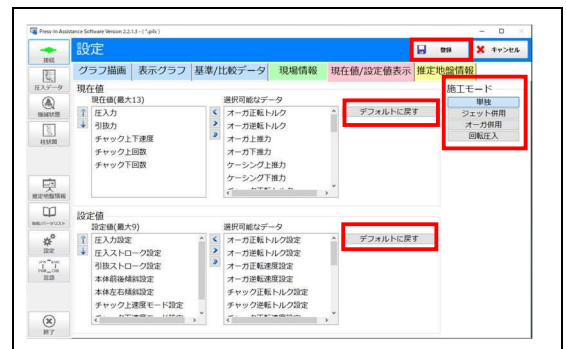 Press-In Assistance Software Version 2.2.1.3 - ( *.pilx )
接続
設定
登録
キャンセル
圧入データ
機械状態
柱状図
推定地盤情報
設定
言語
終了
グラフ描画
表示グラフ
基準/比較データ
現場情報
現在値/設定値表示
推定地盤情報
現在値
現在値(最大13)
圧入力
引抜力
チャック上下速度
チャック上回数
チャック下回数
選択可能なデータ
オーガ正転トルク
オーガ逆転トルク
オーガ上推力
オーガ下推力
ケーシング上推力
ケーシング下推力
デフォルトに戻す
施工モード
単独
ジェット併用
オーガ併用
回転圧入
設定値
設定値(最大9)
圧入力設定
圧入ストローク設定
引抜ストローク設定
本体前後傾斜設定
本体左右傾斜設定
チャック上速度モード設定
選択可能なデータ
オーガ正転トルク設定
オーガ逆転トルク設定
オーガ正転速度設定
オーガ逆転速度設定
チャック正転トルク設定
チャック逆転トルク設定
デフォルトに戻す